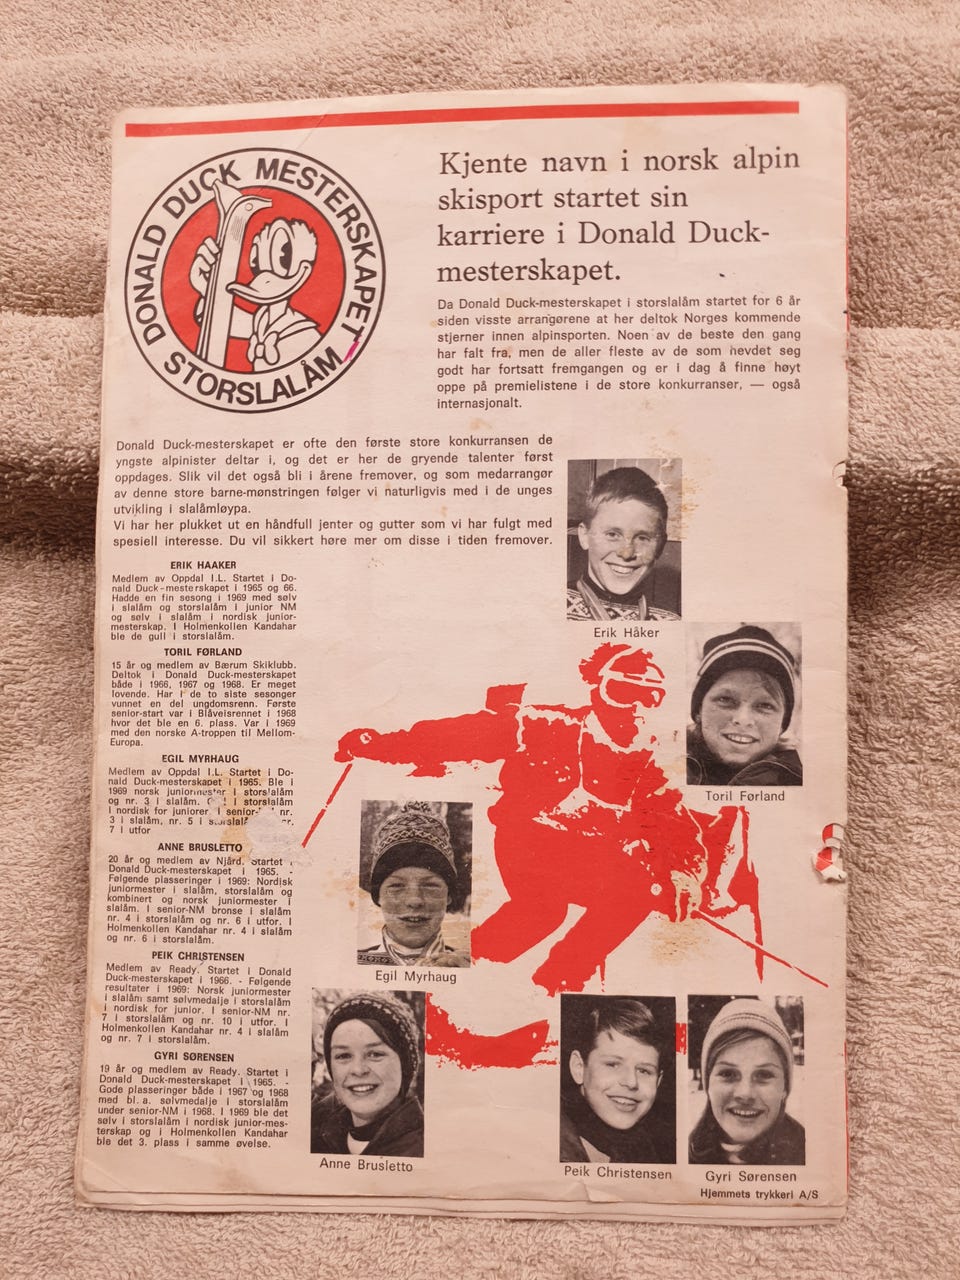 DONALD DUCK MESTERSKAPET
STORSLALÅM
Kjente navn i norsk alpin
skisport startet sin
karriere i Donald Duck-
mesterskapet.
Da Donald Duck-mesterskapet i storslalåm startet for 6 år
siden visste arrangørene at her deltok Norges kommende
stjerner innen alpinsporten. Noen av de beste den gang
har falt fra, men de aller fleste av de som hevdet seg
godt har fortsatt fremgangen og er i dag å finne høyt
oppe på premielistene i de store konkurranser, — også
internasjonalt.
Donald Duck-mesterskapet er ofte den første store konkurransen de
yngste alpinister deltar i, og det er her de gryende talenter først
oppdages. Slik vil det også bli i årene fremover, og som medarrangør
av denne store barne-mønstringen følger vi naturligvis med i de unges
utvikling i slalåmløypa.
Vi har her plukket ut en håndfull jenter og gutter som vi har fulgt med
spesiell interesse. Du vil sikkert høre mer om disse i tiden fremover.
ERIK HAAKER
Medlem av Oppdal I.L. Startet i Do-
nald Duck-mesterskapet i 1965 og 66.
Hadde en fin sesong i 1969 med sølv
i slalåm og storslalåm i junior NM
og sølv i slalåm i nordisk junior-
mesterskap. I Holmenkollen Kandahar
ble de gull i storslalåm.
TORIL FØRLAND
15 år og medlem av Bærum Skiklubb.
Deltok i Donald Duck-mesterskapet
både i 1966, 1967 og 1968. Er meget
lovende. Har i de to siste sesonger
vunnet en del ungdomsrenn. Første
senior-start var i Blåveisrennet i 1968
hvor det ble en 6. plass. Var i 1969
med den norske A-troppen til Mellom-
Europa.
EGIL MYRHAUG
Medlem av Oppdal I.L. Startet i Do-
nald Duck-mesterskapet i 1965. Ble i
1969 norsk juniormester i storslalåm
og nr. 3 i slalåm. i storslalåm
i nordisk for juniorer. I senior- nr.
3 i slalåm, nr. 5 i nr.
7 i utfor
ANNE BRUSLETTO
20 år og medlem av Njård. Startet i
Donald Duck-mesterskapet i 1965. -
Følgende plasseringer i 1969: Nordisk
juniormester i slalåm, storslalåm og
kombinert og norsk juniormester i
slalåm. I senior-NM bronse i slalåm
nr. 4 i storslalåm og nr. 6 i utfor. I
Holmenkollen Kandahar nr. 4 i slalåm
og nr. 6 i storslalåm.
PEIK CHRISTENSEN
Medlem av Ready. Startet i Donald
Duck-mesterskapet i 1966. - Følgende
resultater i 1969: Norsk juniormester
i slalåm samt sølvmedalje i storslalåm
i nordisk for junior. I senior-NM nr.
7 i storslalåm og nr. 10 i utfor. I
Holmenkollen Kandahar nr. 4 i slalåm
og nr. 7 i storslalåm.
GYRI SØRENSEN
19 år og medlem av Ready. Startet i
Donald Duck-mesterskapet i 1965. -
Gode plasseringer både i 1967 og 1968
med bl. a. sølvmedalje i storslalåm
under senior-NM i 1968. I 1969 ble det
sølv i storslalåm i nordisk junior-mes-
terskap og i Holmenkollen Kandahar
ble det 3. plass i samme øvelse.
Erik Håker
Toril Førland
Egil Myrhaug
Anne Brusletto
Peik Christensen
Gyri Sørensen
Hjemmets trykkeri A/S